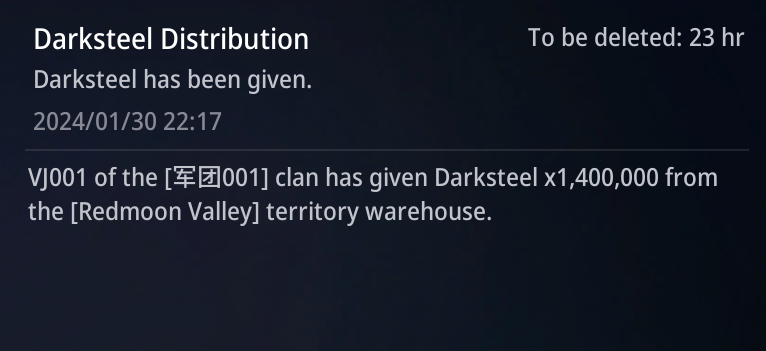 Darksteel Distribution
To be deleted: 23 hr
Darksteel has been given.
2024/01/30 22:17
VJ001 of the [军团001] clan has given Darksteel x1,400,000 from
the [Redmoon Valley] territory warehouse.